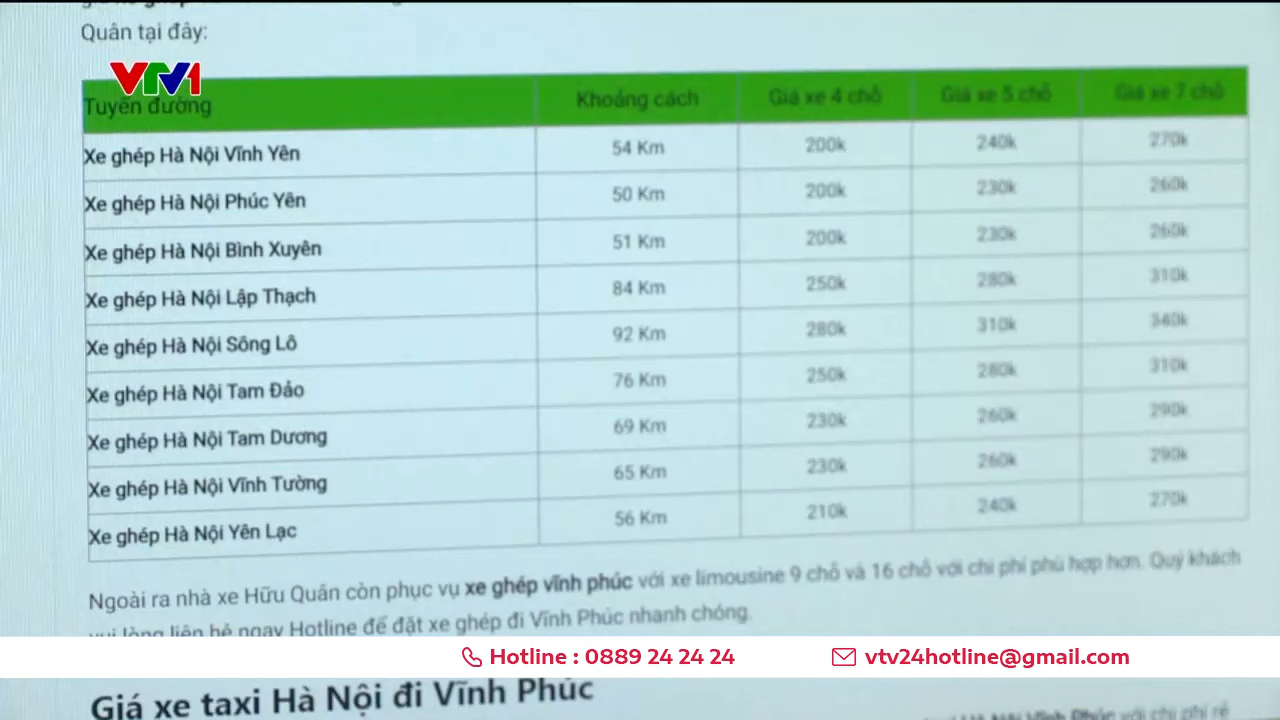 Quân tại đây:
VTV1
Tuyến đường Khoảng cách Giá xe 4 chỗ Giá xe 5 chỗ Giá xe 7 chỗ
Xe ghép Hà Nội Vĩnh Yên 54 Km 200k 240k 270k
Xe ghép Hà Nội Phúc Yên 50 Km 200k 230k 260k
Xe ghép Hà Nội Bình Xuyên 51 Km 200k 230k 260k
Xe ghép Hà Nội Lập Thạch 84 Km 250k 280k 310k
Xe ghép Hà Nội Sông Lô 92 Km 280k 310k 340k
Xe ghép Hà Nội Tam Đảo 76 Km 250k 280k 310k
Xe ghép Hà Nội Tam Dương 69 Km 230k 260k 290k
Xe ghép Hà Nội Vĩnh Tường 65 Km 230k 260k 290k
Xe ghép Hà Nội Yên Lạc 56 Km 210k 240k 270k
Ngoài ra nhà xe Hữu Quân còn phục vụ xe ghép vĩnh phúc với xe limousine 9 chỗ và 16 chỗ với chi phí phù hợp hơn. Quý khách
vui lòng liên hệ ngay Hotline để đặt xe ghép đi Vĩnh Phúc nhanh chóng.
Hotline : 0889 24 24 24 vtv24hotline@gmail.com
Giá xe taxi Hà Nội đi Vĩnh Phúc